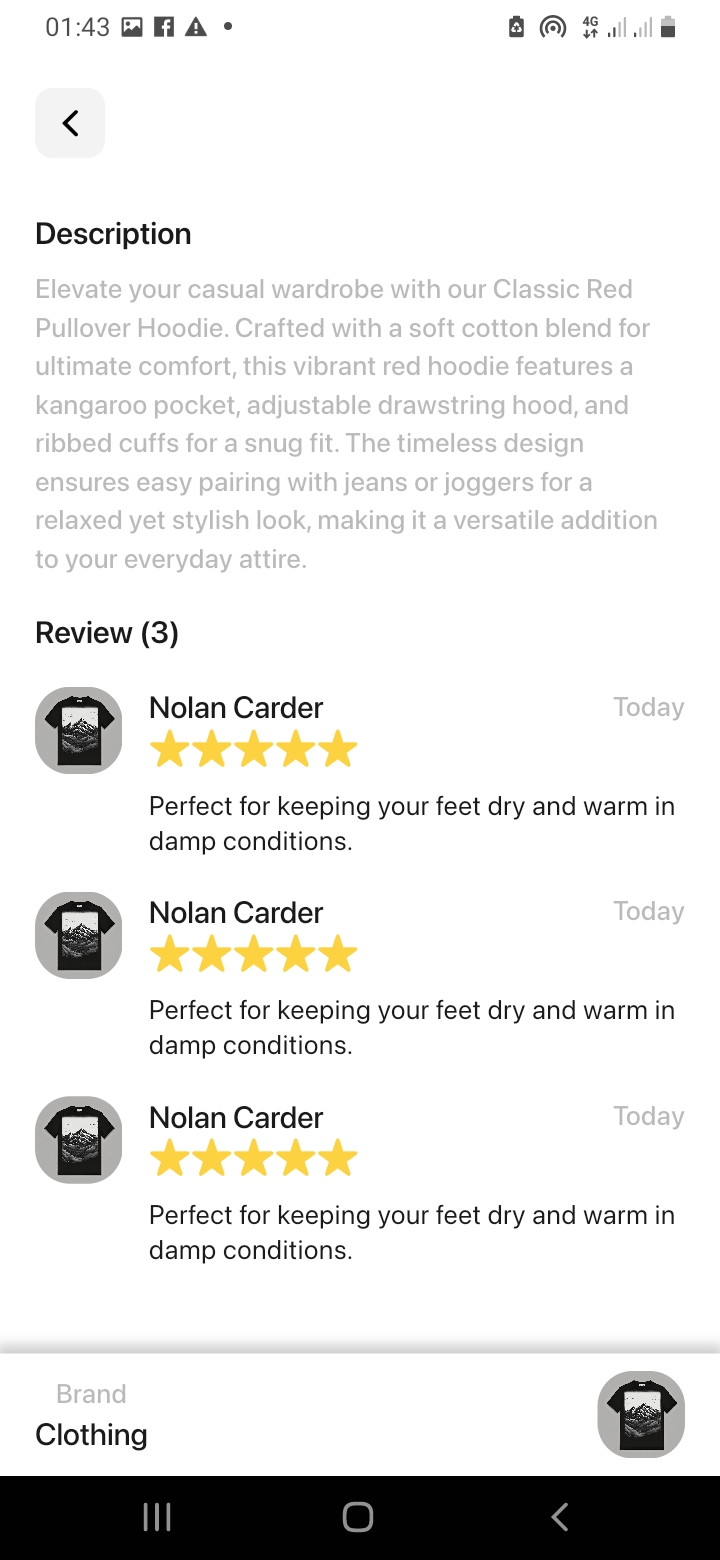 01:43
4G
Description
Elevate your casual wardrobe with our Classic Red
Pullover Hoodie. Crafted with a soft cotton blend for
ultimate comfort, this vibrant red hoodie features a
kangaroo pocket, adjustable drawstring hood, and
ribbed cuffs for a snug fit. The timeless design
ensures easy pairing with jeans or joggers for a
relaxed yet stylish look, making it a versatile addition
to your everyday attire.
Review (3)
Nolan Carder
Today
Perfect for keeping your feet dry and warm in
damp conditions.
Nolan Carder
Today
Perfect for keeping your feet dry and warm in
damp conditions.
Nolan Carder
Today
Perfect for keeping your feet dry and warm in
damp conditions.
Brand
Clothing